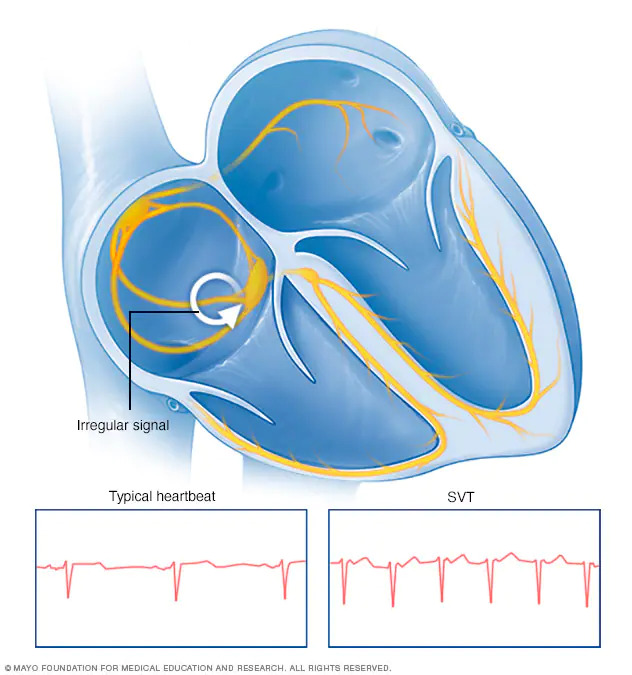 Irregular signal
Typical heartbeat
SVT
© MAYO FOUNDATION FOR MEDICAL EDUCATION AND RESEARCH. ALL RIGHTS RESERVED.